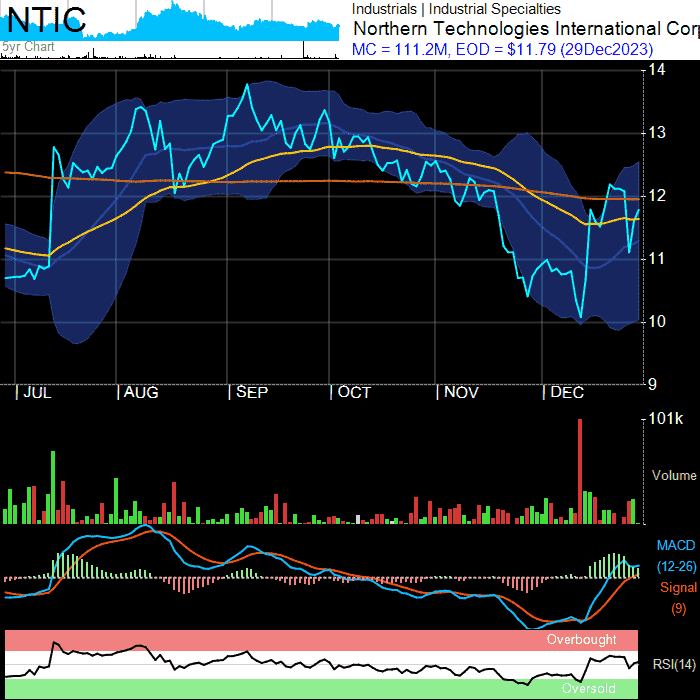 NTIC
5yr Chart
Industrials | Industrial Specialties
Northern Technologies International Corp
MC = 111.2M, EOD = $11.79 (29Dec2023)
14
13
12
11
10
9
JUL AUG SEP OCT NOV DEC
101k
Volume
MACD
(12-26)
Signal
(9)
Overbought
RSI(14)
Oversold